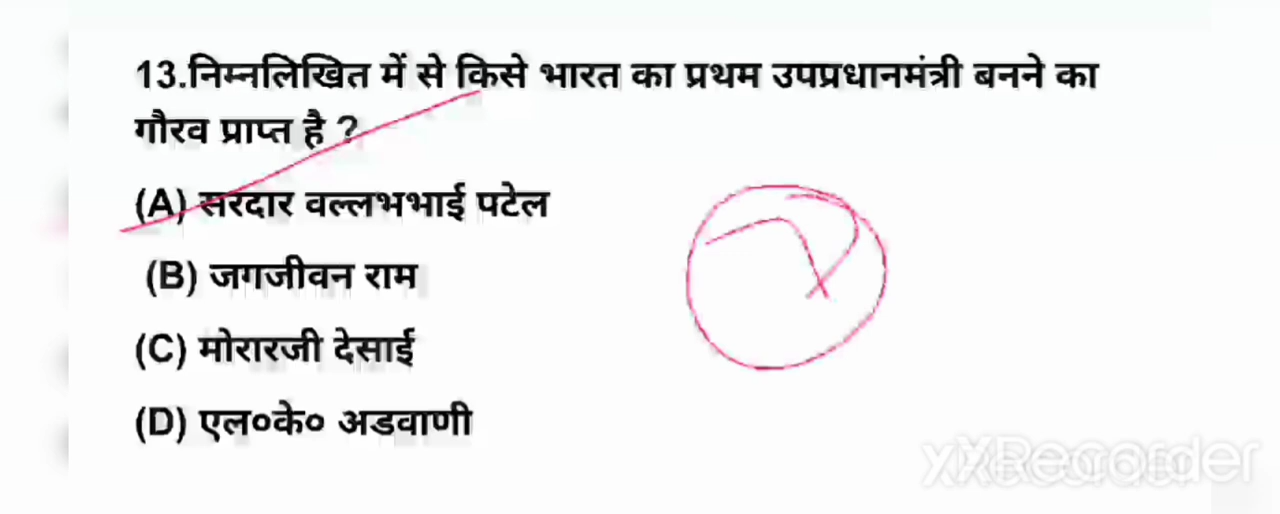 13.निम्नलिखित में से किसे भारत का प्रथम उपप्रधानमंत्री बनने का
गौरव प्राप्त है ?
(A) सरदार वल्लभभाई पटेल
(B) जगजीवन राम
(C) मोरारजी देसाई
(D) एल०के० अडवाणी
XRecorder